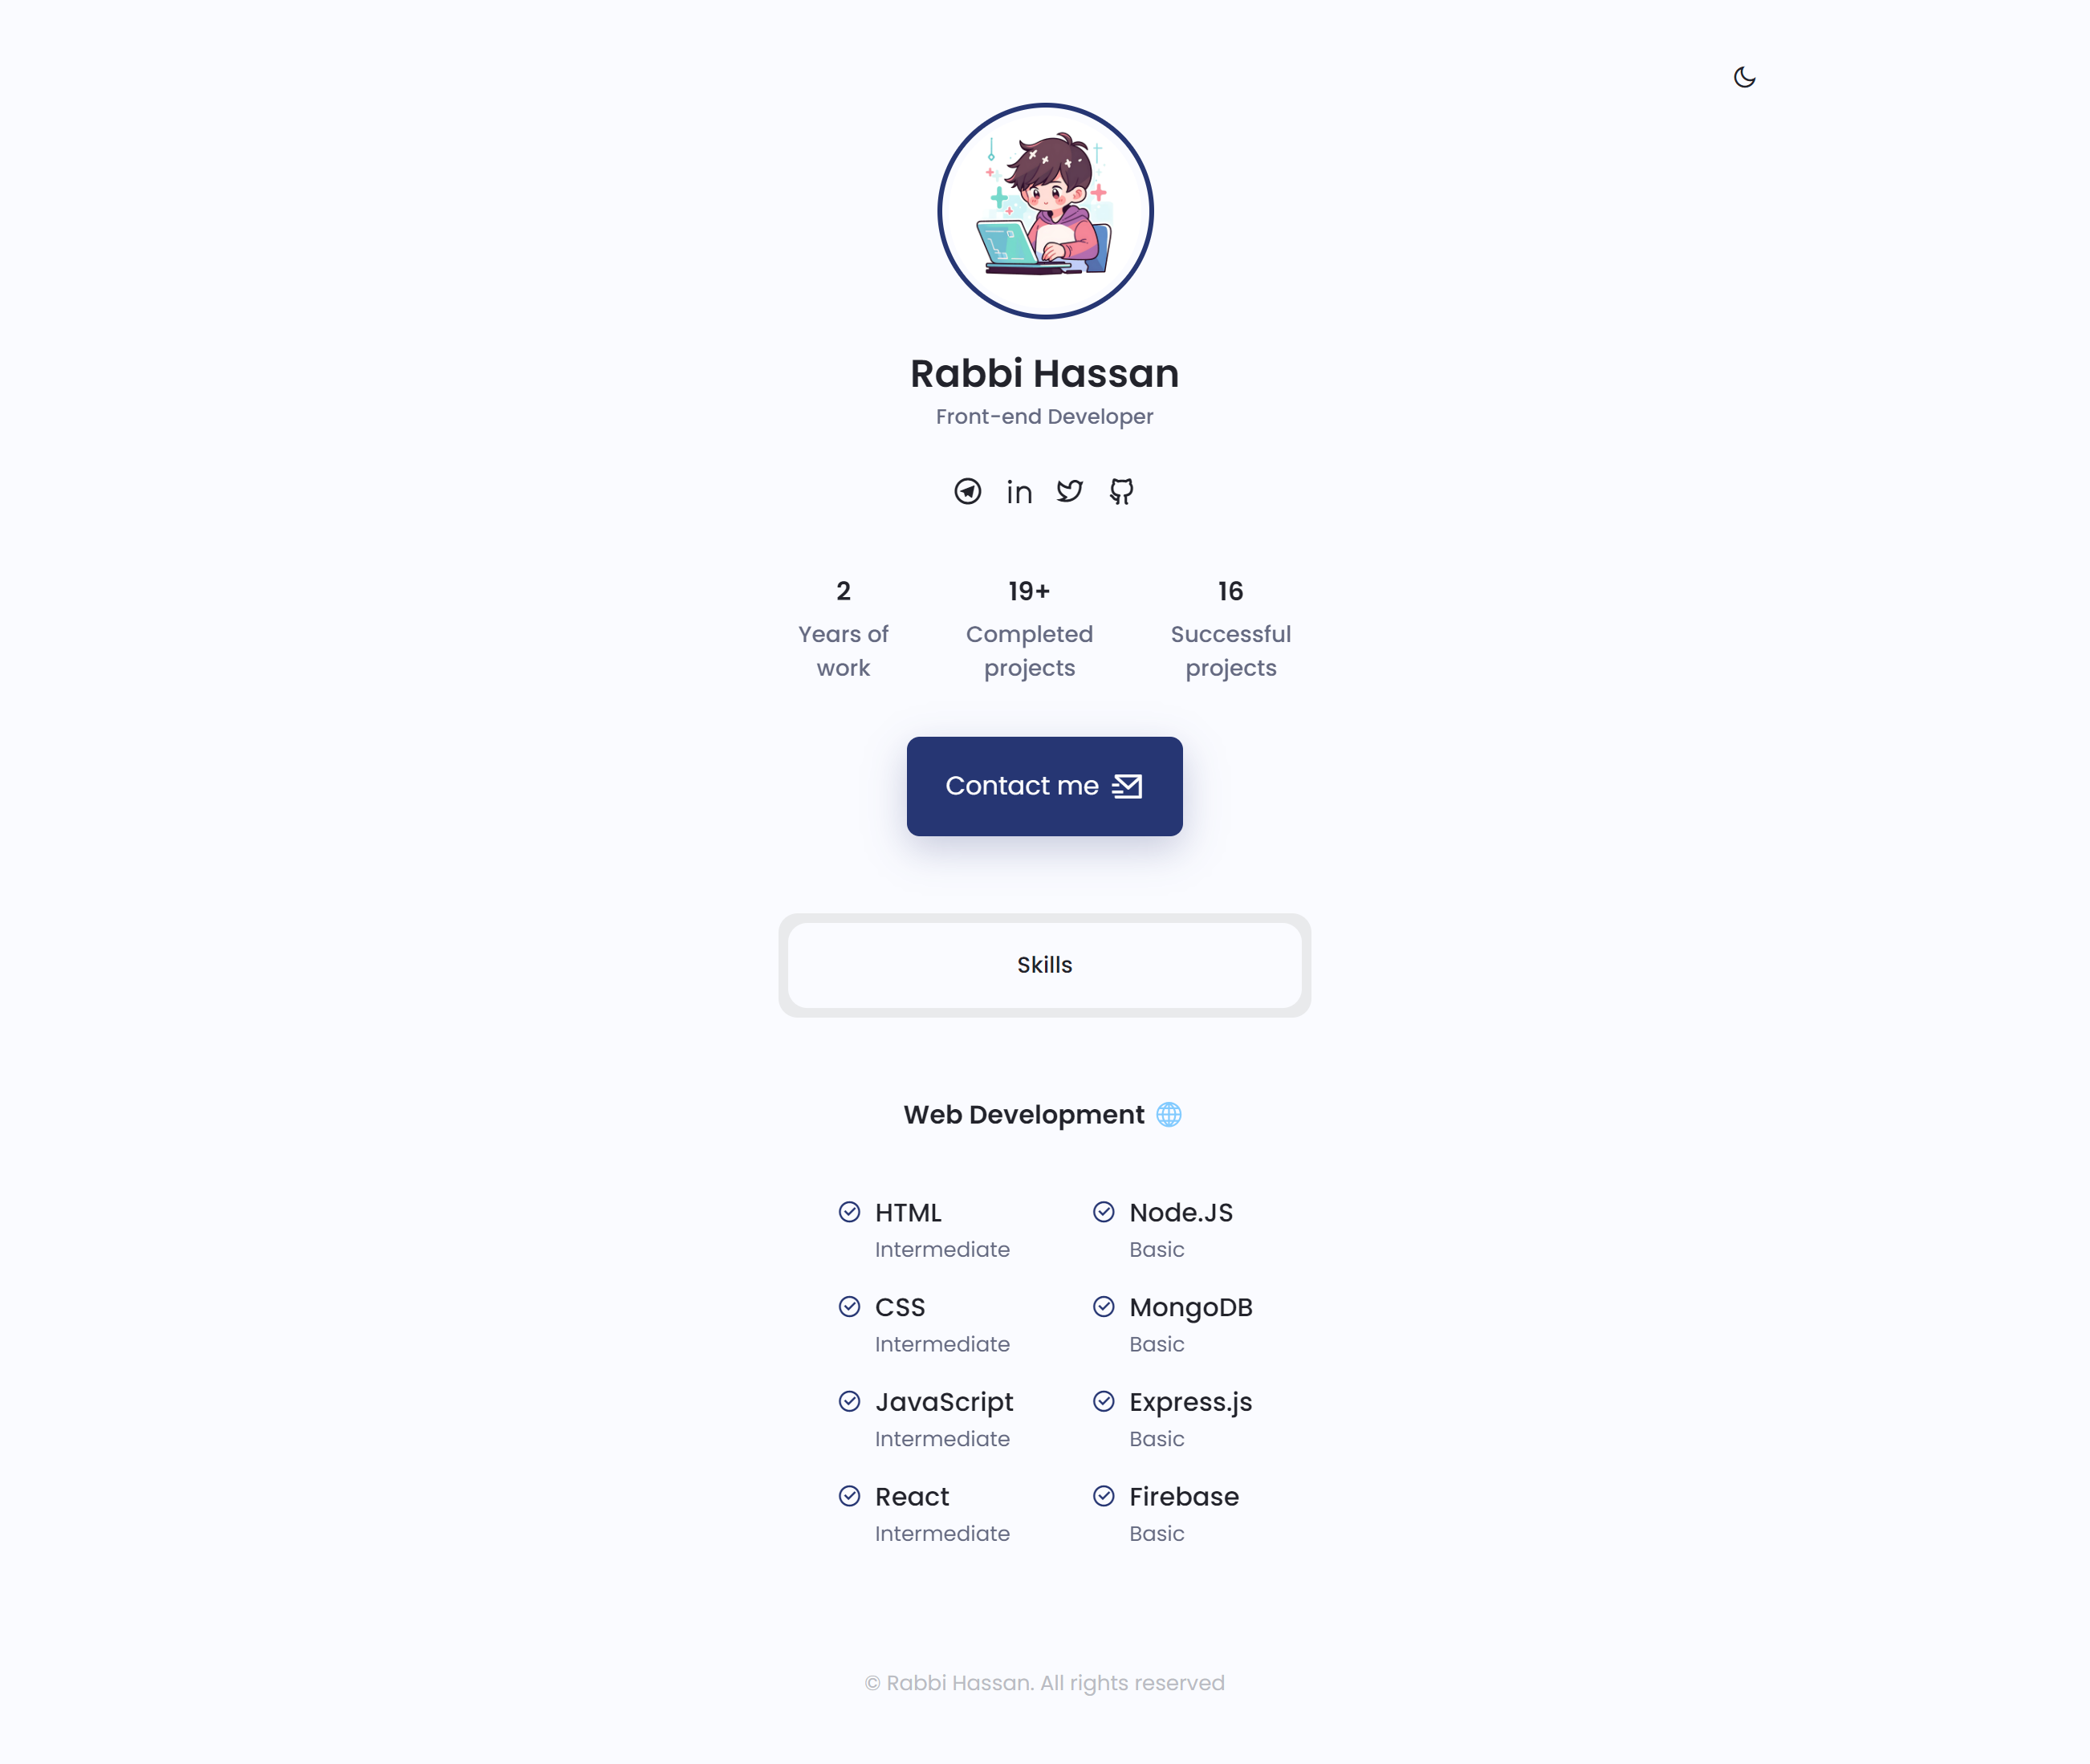 Rabbi Hassan
Front-end Developer
in
2
Years of
work
19+
Completed
projects
16
Successful
projects
Contact me
Skills
Web Development
HTML
Intermediate
CSS
Intermediate
JavaScript
Intermediate
React
Intermediate
Node.JS
Basic
MongoDB
Basic
Express.js
Basic
Firebase
Basic
© Rabbi Hassan. All rights reserved